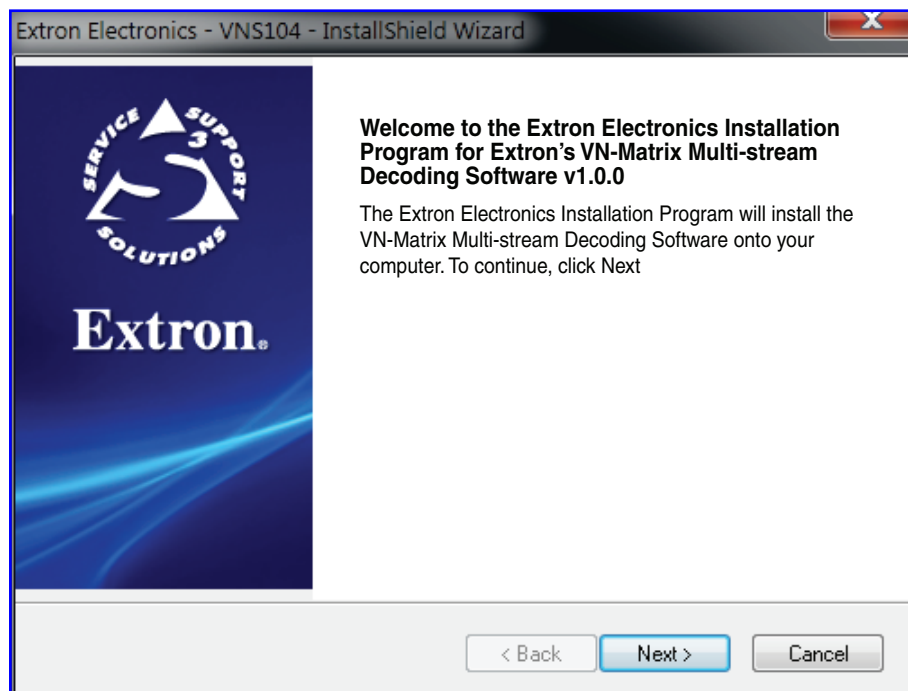 Extron Electronics - VNS104 - InstallShield Wizard
X
SERVICE
SUPPORT
3
SOLUTIONS
Extron®
Welcome to the Extron Electronics Installation
Program for Extron’s VN-Matrix Multi-stream
Decoding Software v1.0.0
The Extron Electronics Installation Program will install the
VN-Matrix Multi-stream Decoding Software onto your
computer. To continue, click Next
< Back
Next >
Cancel